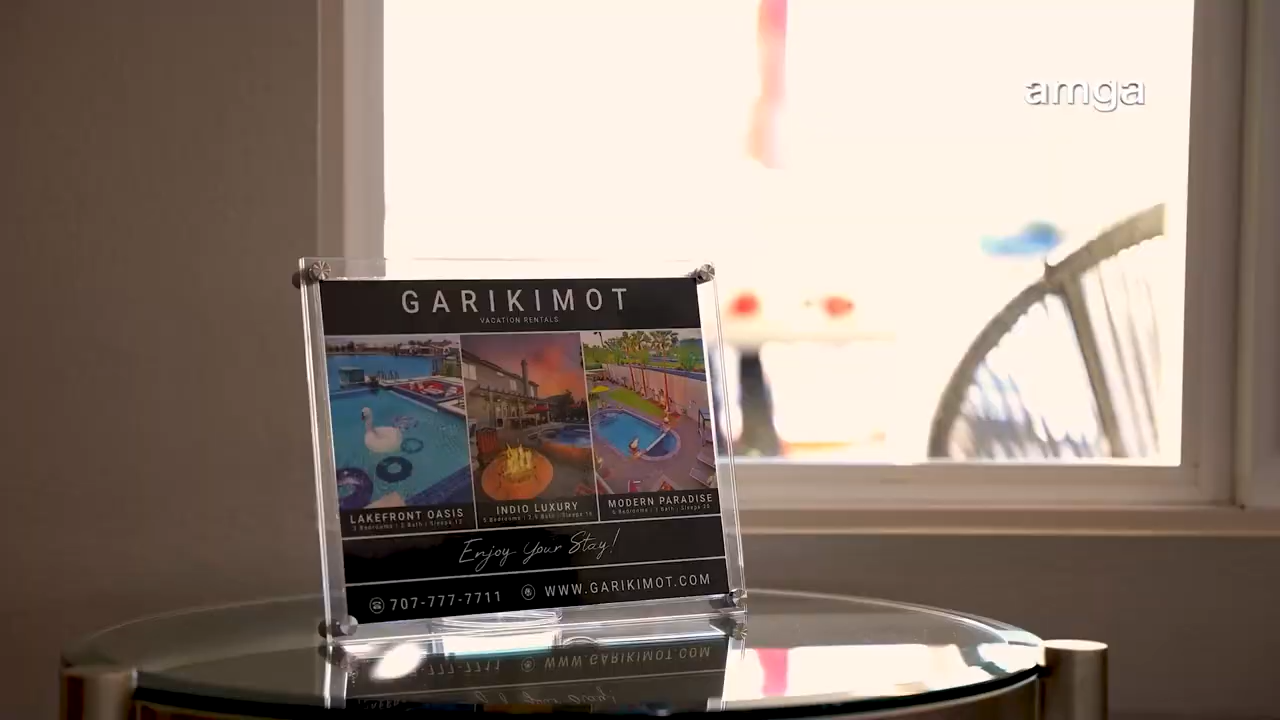 amga
GARIKIMOT
VACATION RENTALS
LAKEFRONT OASIS
INDIO LUXURY
MODERN PARADISE
Enjoy Your Stay!
707-777-7711
WWW.GARIKIMOT.COM